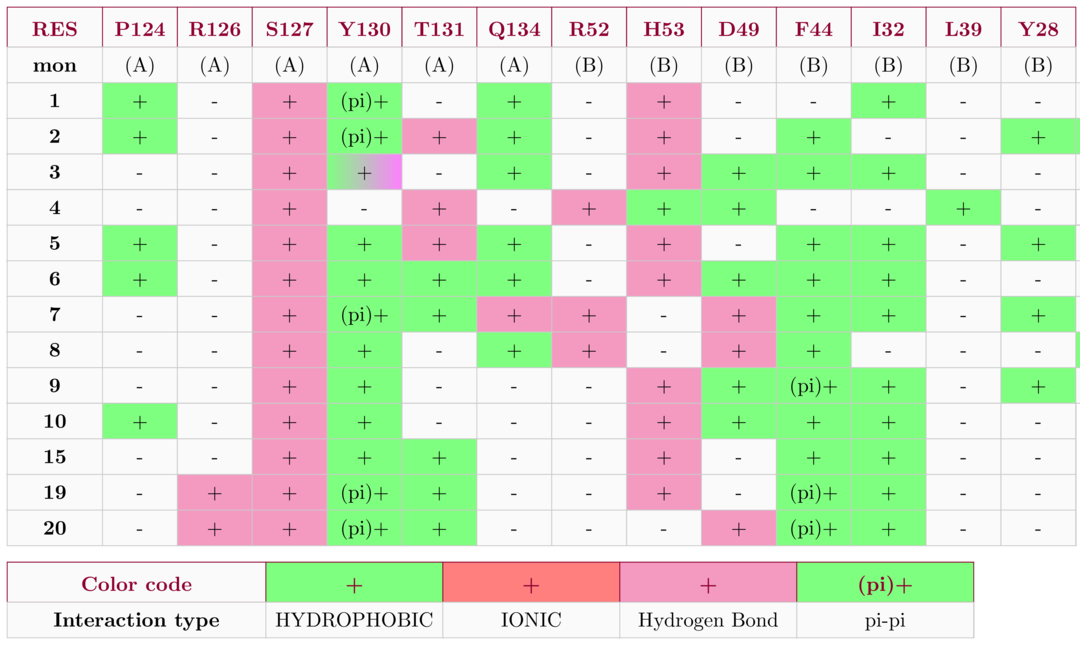 RES P124 R126 S127 Y130 T131 Q134 R52 H53 D49 F44 I32 L39 Y28
mon (A) (A) (A) (A) (A) (A) (B) (B) (B) (B) (B) (B) (B)
1 + - + (pi)+ - + - + - - + - -
2 + - + (pi)+ + + - + - + - - +
3 - - + + - + - + + + + - -
4 - - + - + - + + + - - + -
5 + - + + + + - + - + + - +
6 + - + + + + - + + + + - -
7 - - + (pi)+ + + + - + + + - +
8 - - + + - + + - + + - - -
9 - - + + - - - + + (pi)+ + - +
10 + - + + - - - + + + + - -
15 - - + + + - - + - + + - -
19 - + + (pi)+ + - - + - (pi)+ + - -
20 - + + (pi)+ + - - - + (pi)+ + - -
Color code + + + (pi)+
Interaction type HYDROPHOBIC IONIC Hydrogen Bond pi-pi